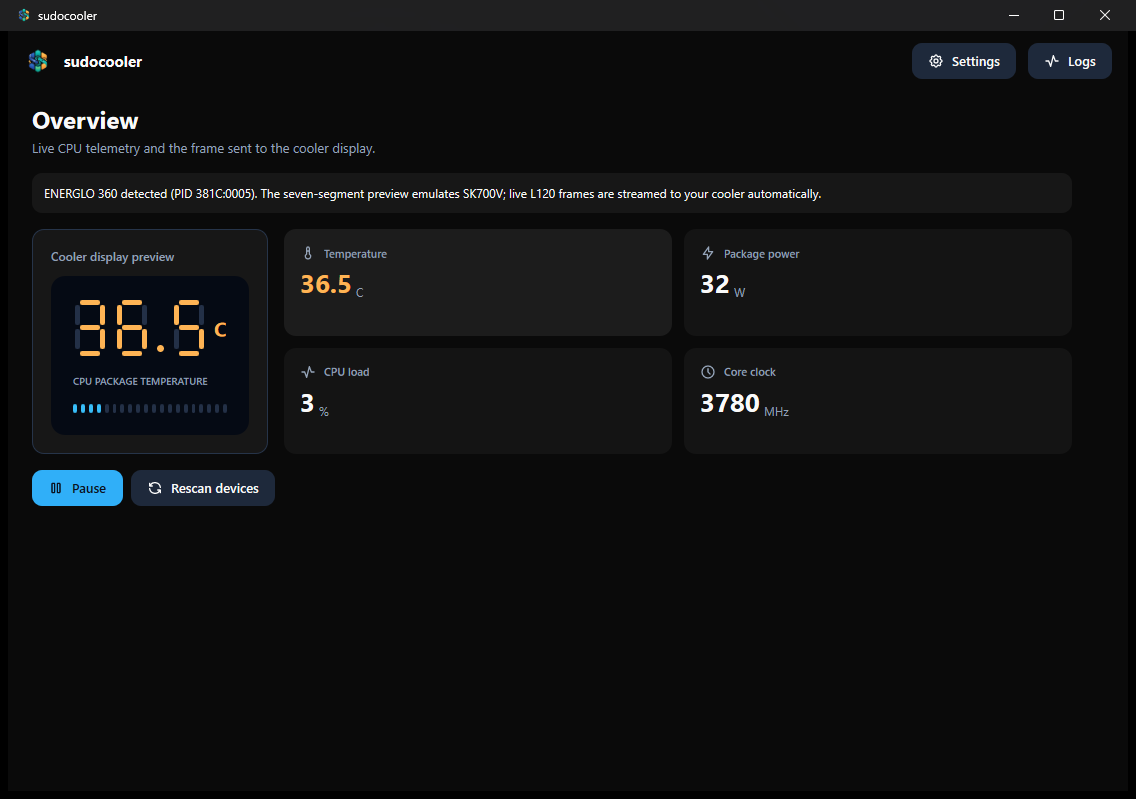 sudocooler
sudocooler
Settings
Logs
Overview
Live CPU telemetry and the frame sent to the cooler display.
ENERGLO 360 detected (PID 381C:0005). The seven-segment preview emulates SK700V; live L120 frames are streamed to your cooler automatically.
Cooler display preview
36.5 C
CPU PACKAGE TEMPERATURE
Temperature
36.5 C
Package power
32 W
CPU load
3 %
Core clock
3780 MHz
Pause
Rescan devices